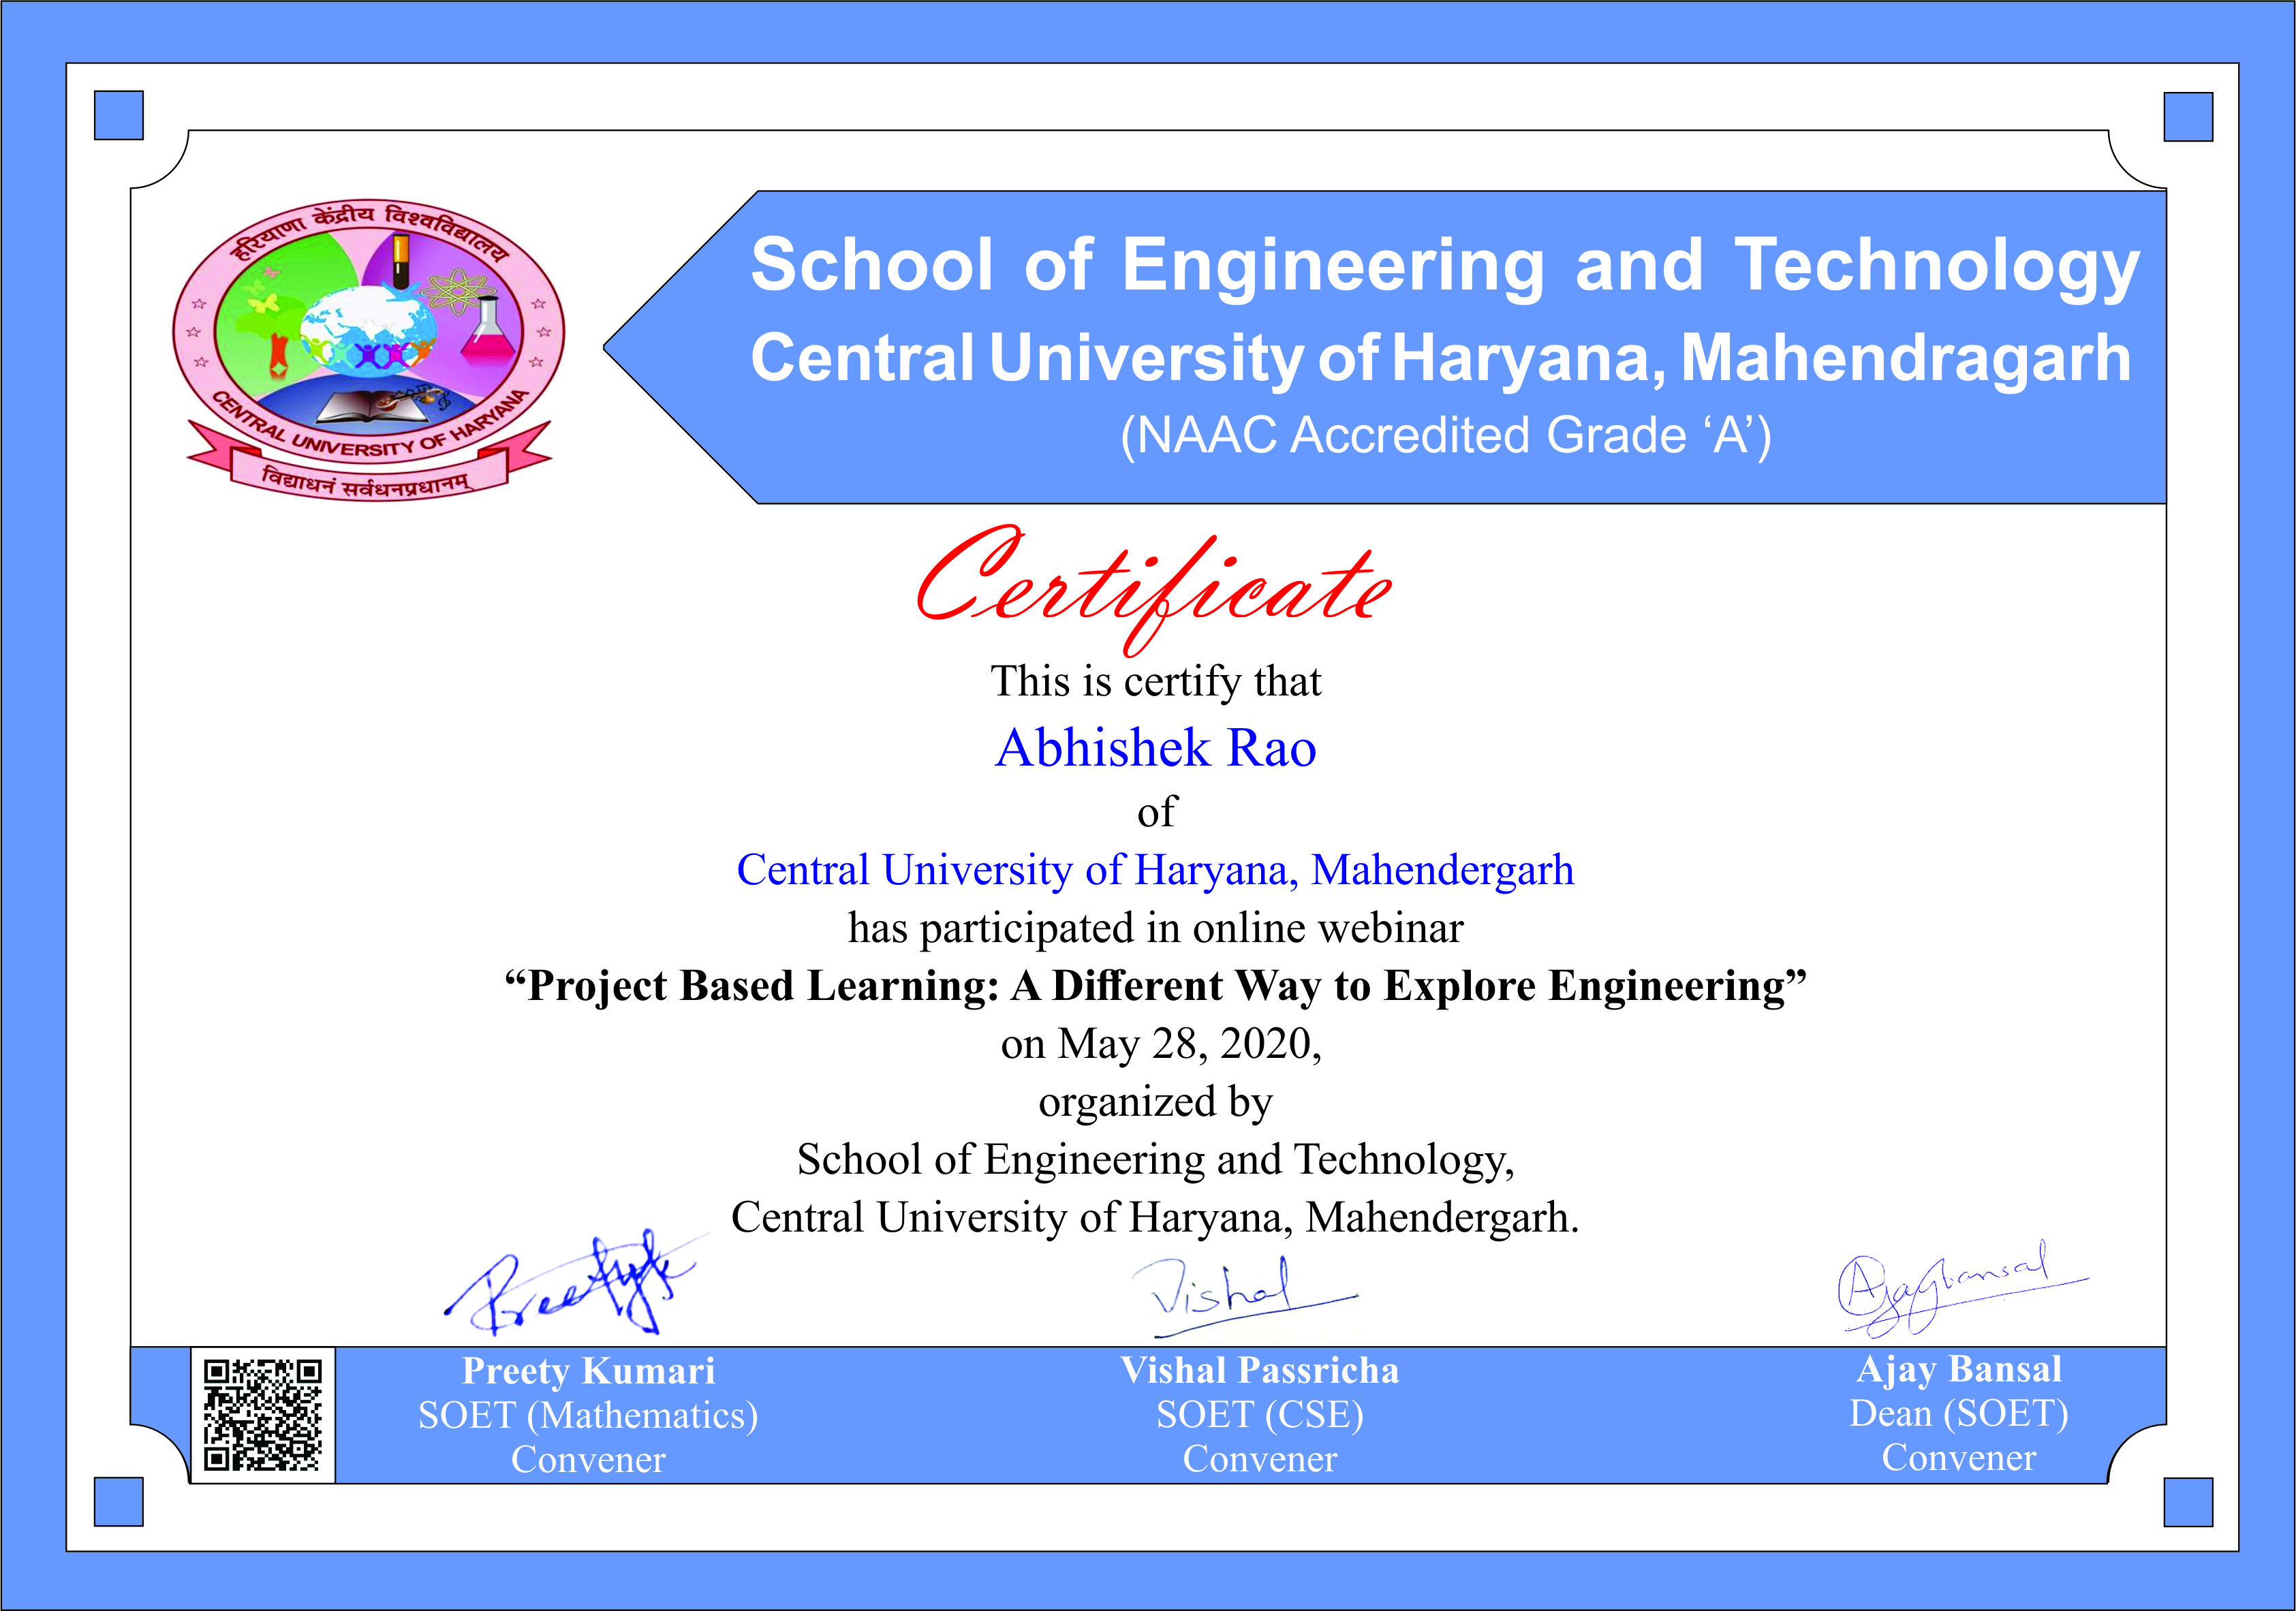 हरियाणा केंद्रीय विश्वविद्यालय
CENTRAL UNIVERSITY OF HARYANA
विद्याधनं सर्वधनप्रधानम्
School of Engineering and Technology
Central University of Haryana, Mahendragarh
(NAAC Accredited Grade ‘A’)
Certificate
This is certify that
Abhishek Rao
of
Central University of Haryana, Mahendergarh
has participated in online webinar
“Project Based Learning: A Different Way to Explore Engineering”
on May 28, 2020,
organized by
School of Engineering and Technology,
Central University of Haryana, Mahendergarh.
Vishal
Ajay Bansal
Preety Kumari
SOET (Mathematics)
Convener
Vishal Passricha
SOET (CSE)
Convener
Ajay Bansal
Dean (SOET)
Convener